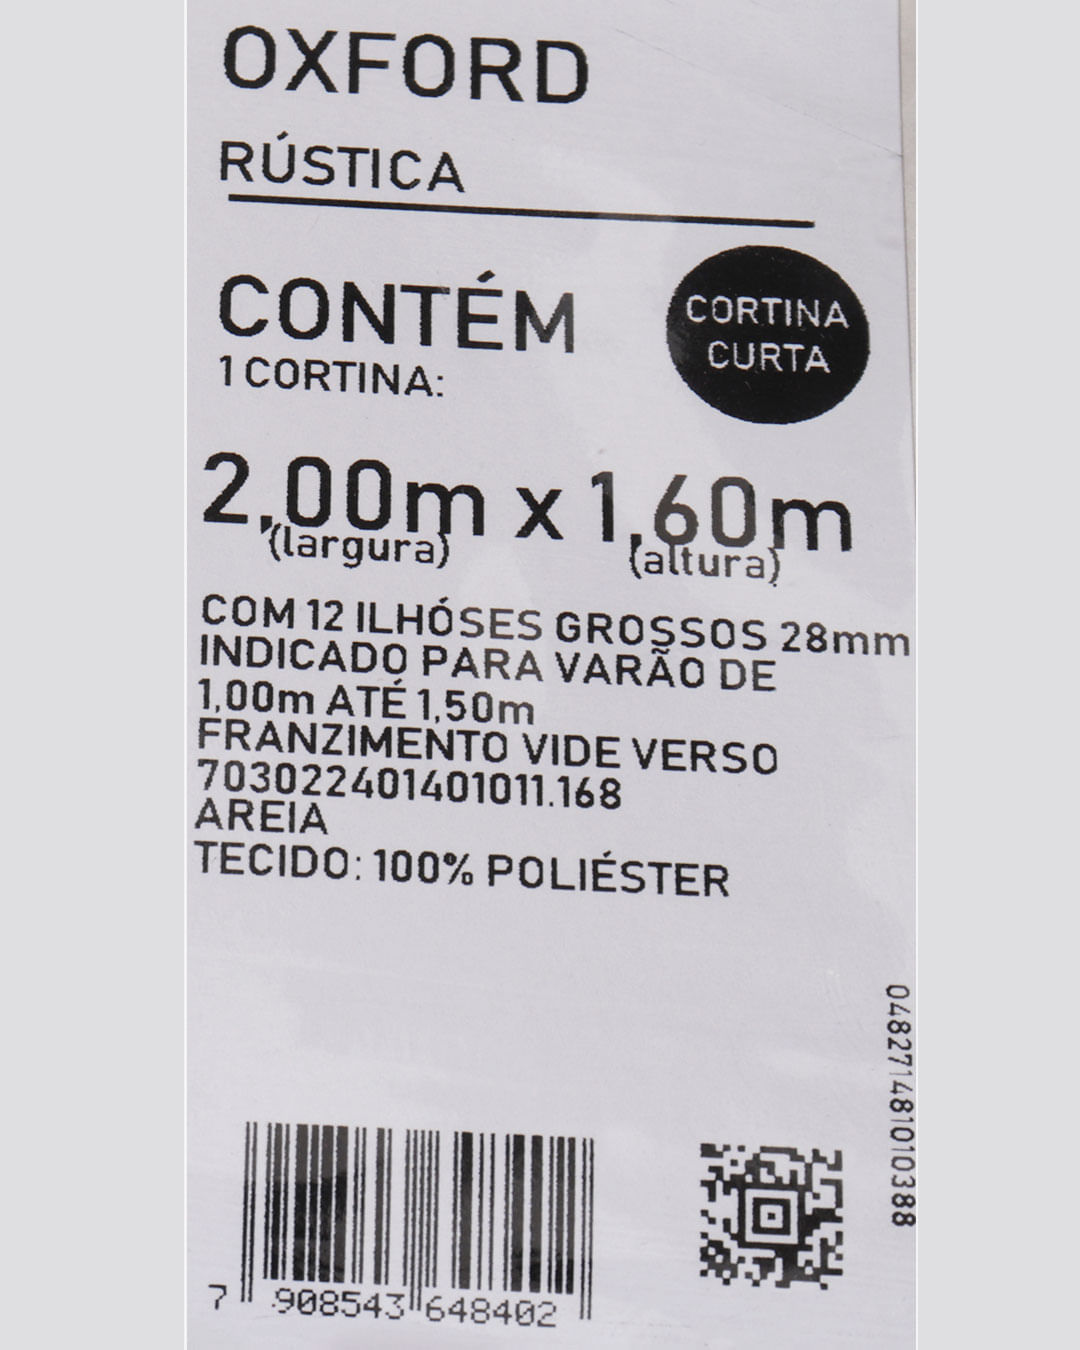 OXFORD
RÚSTICA
CONTÉM
1 CORTINA:
CORTINA
CURTA
2,00m x 1,60m
(largura) (altura)
COM 12 ILHÓSES GROSSOS 28mm
INDICADO PARA VARÃO DE
1,00m ATÉ 1,50m
FRANZIMENTO VIDE VERSO
703022401401011.168
AREIA
TECIDO: 100% POLIÉSTER
048271481010388
7 908543 648402